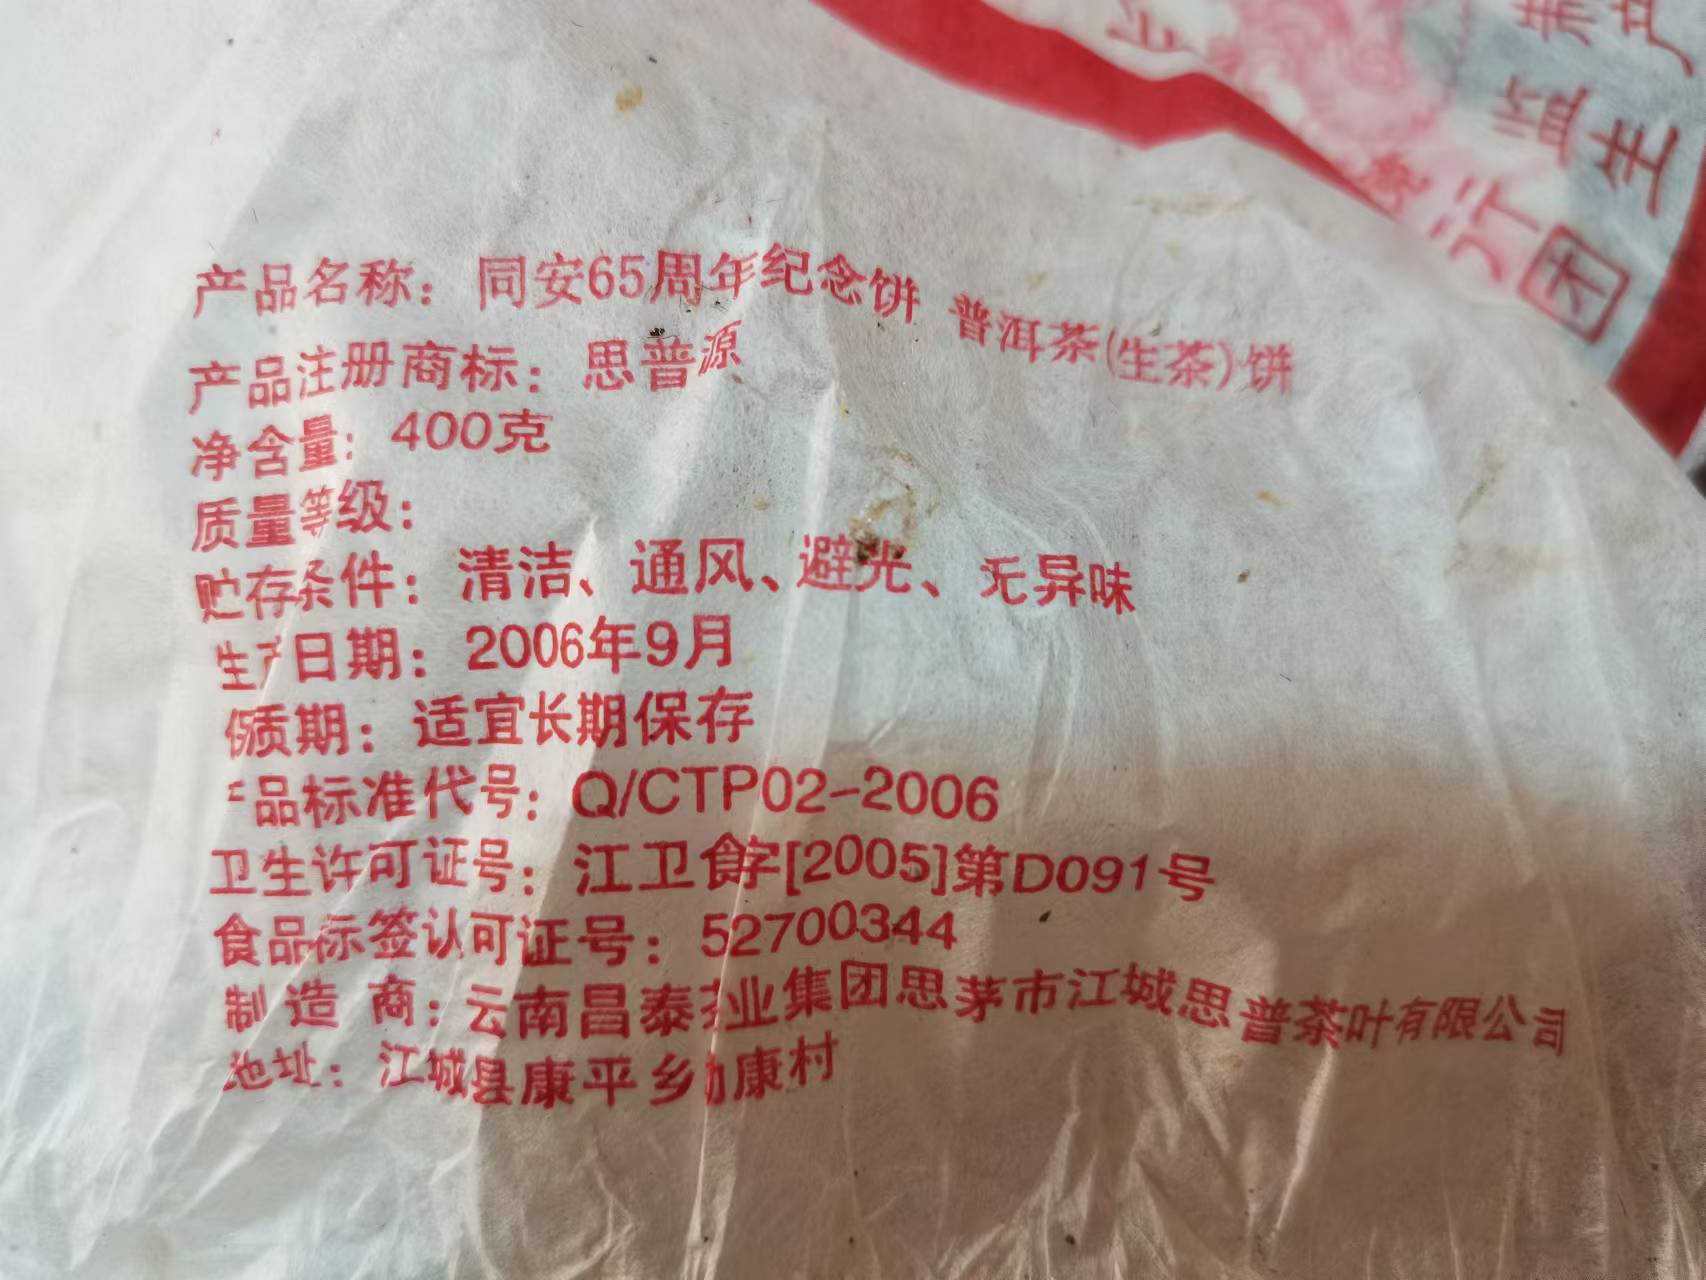 产品名称：同安65周年纪念饼 普洱茶(生茶)饼
产品注册商标：思普源
净含量：400克
质量等级：
贮存条件：清洁、通风、避光、无异味
生产日期：2006年9月
保质期：适宜长期保存
品标准代号：Q/CTP02-2006
卫生许可证号：江卫食字[2005]第D091号
食品标签认可证号：52700344
制造商：云南昌泰茶业集团思茅市江城思普茶叶有限公司
地址：江城县康平乡勐康村
监制
生产
团